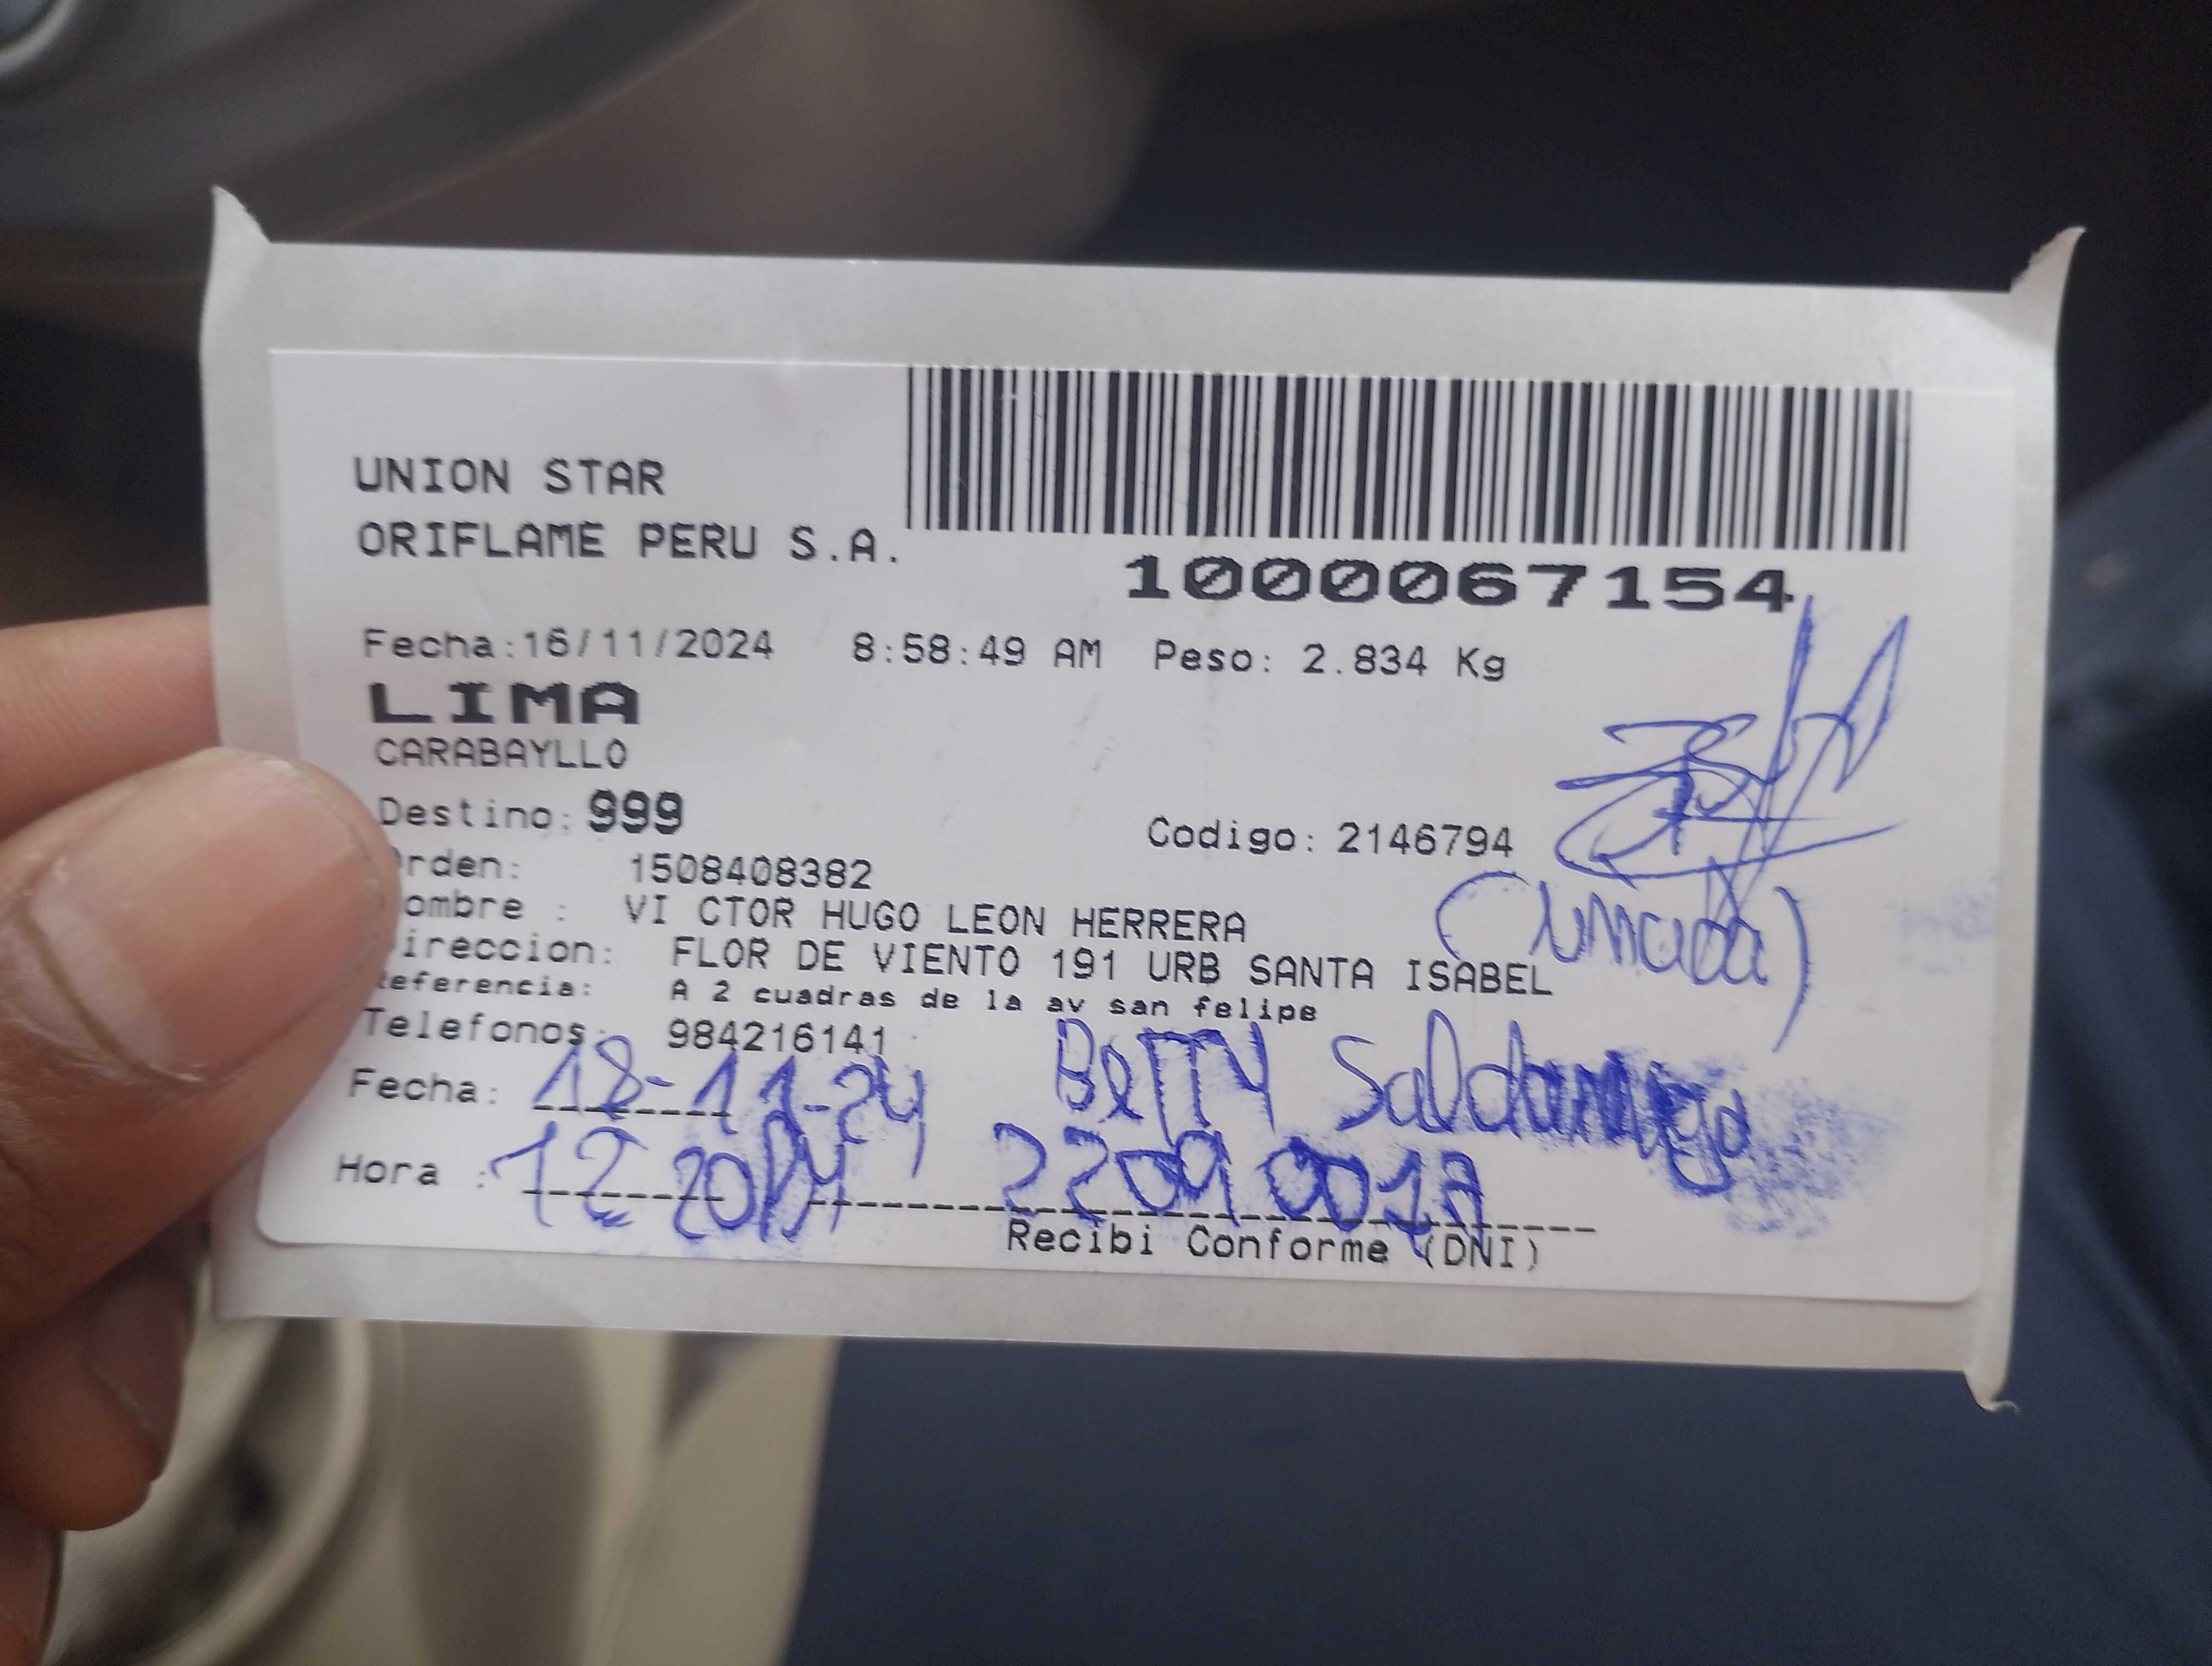 UNION STAR
ORIFLAME PERU S.A.
1000067154
Fecha:16/11/2024 8:58:49 AM Peso: 2.834 Kg
LIMA
CARABAYLLO
Destino: 999 Codigo: 2146794
rden: 1508408382
ombre : VI CTOR HUGO LEON HERRERA
ireccion: FLOR DE VIENTO 191 URB SANTA ISABEL
eferencia: A 2 cuadras de la av san felipe
Telefonos: 984216141
Fecha: 18-11-24 Betty
Hora : 12 20PM
Recibi Conforme (DNI)